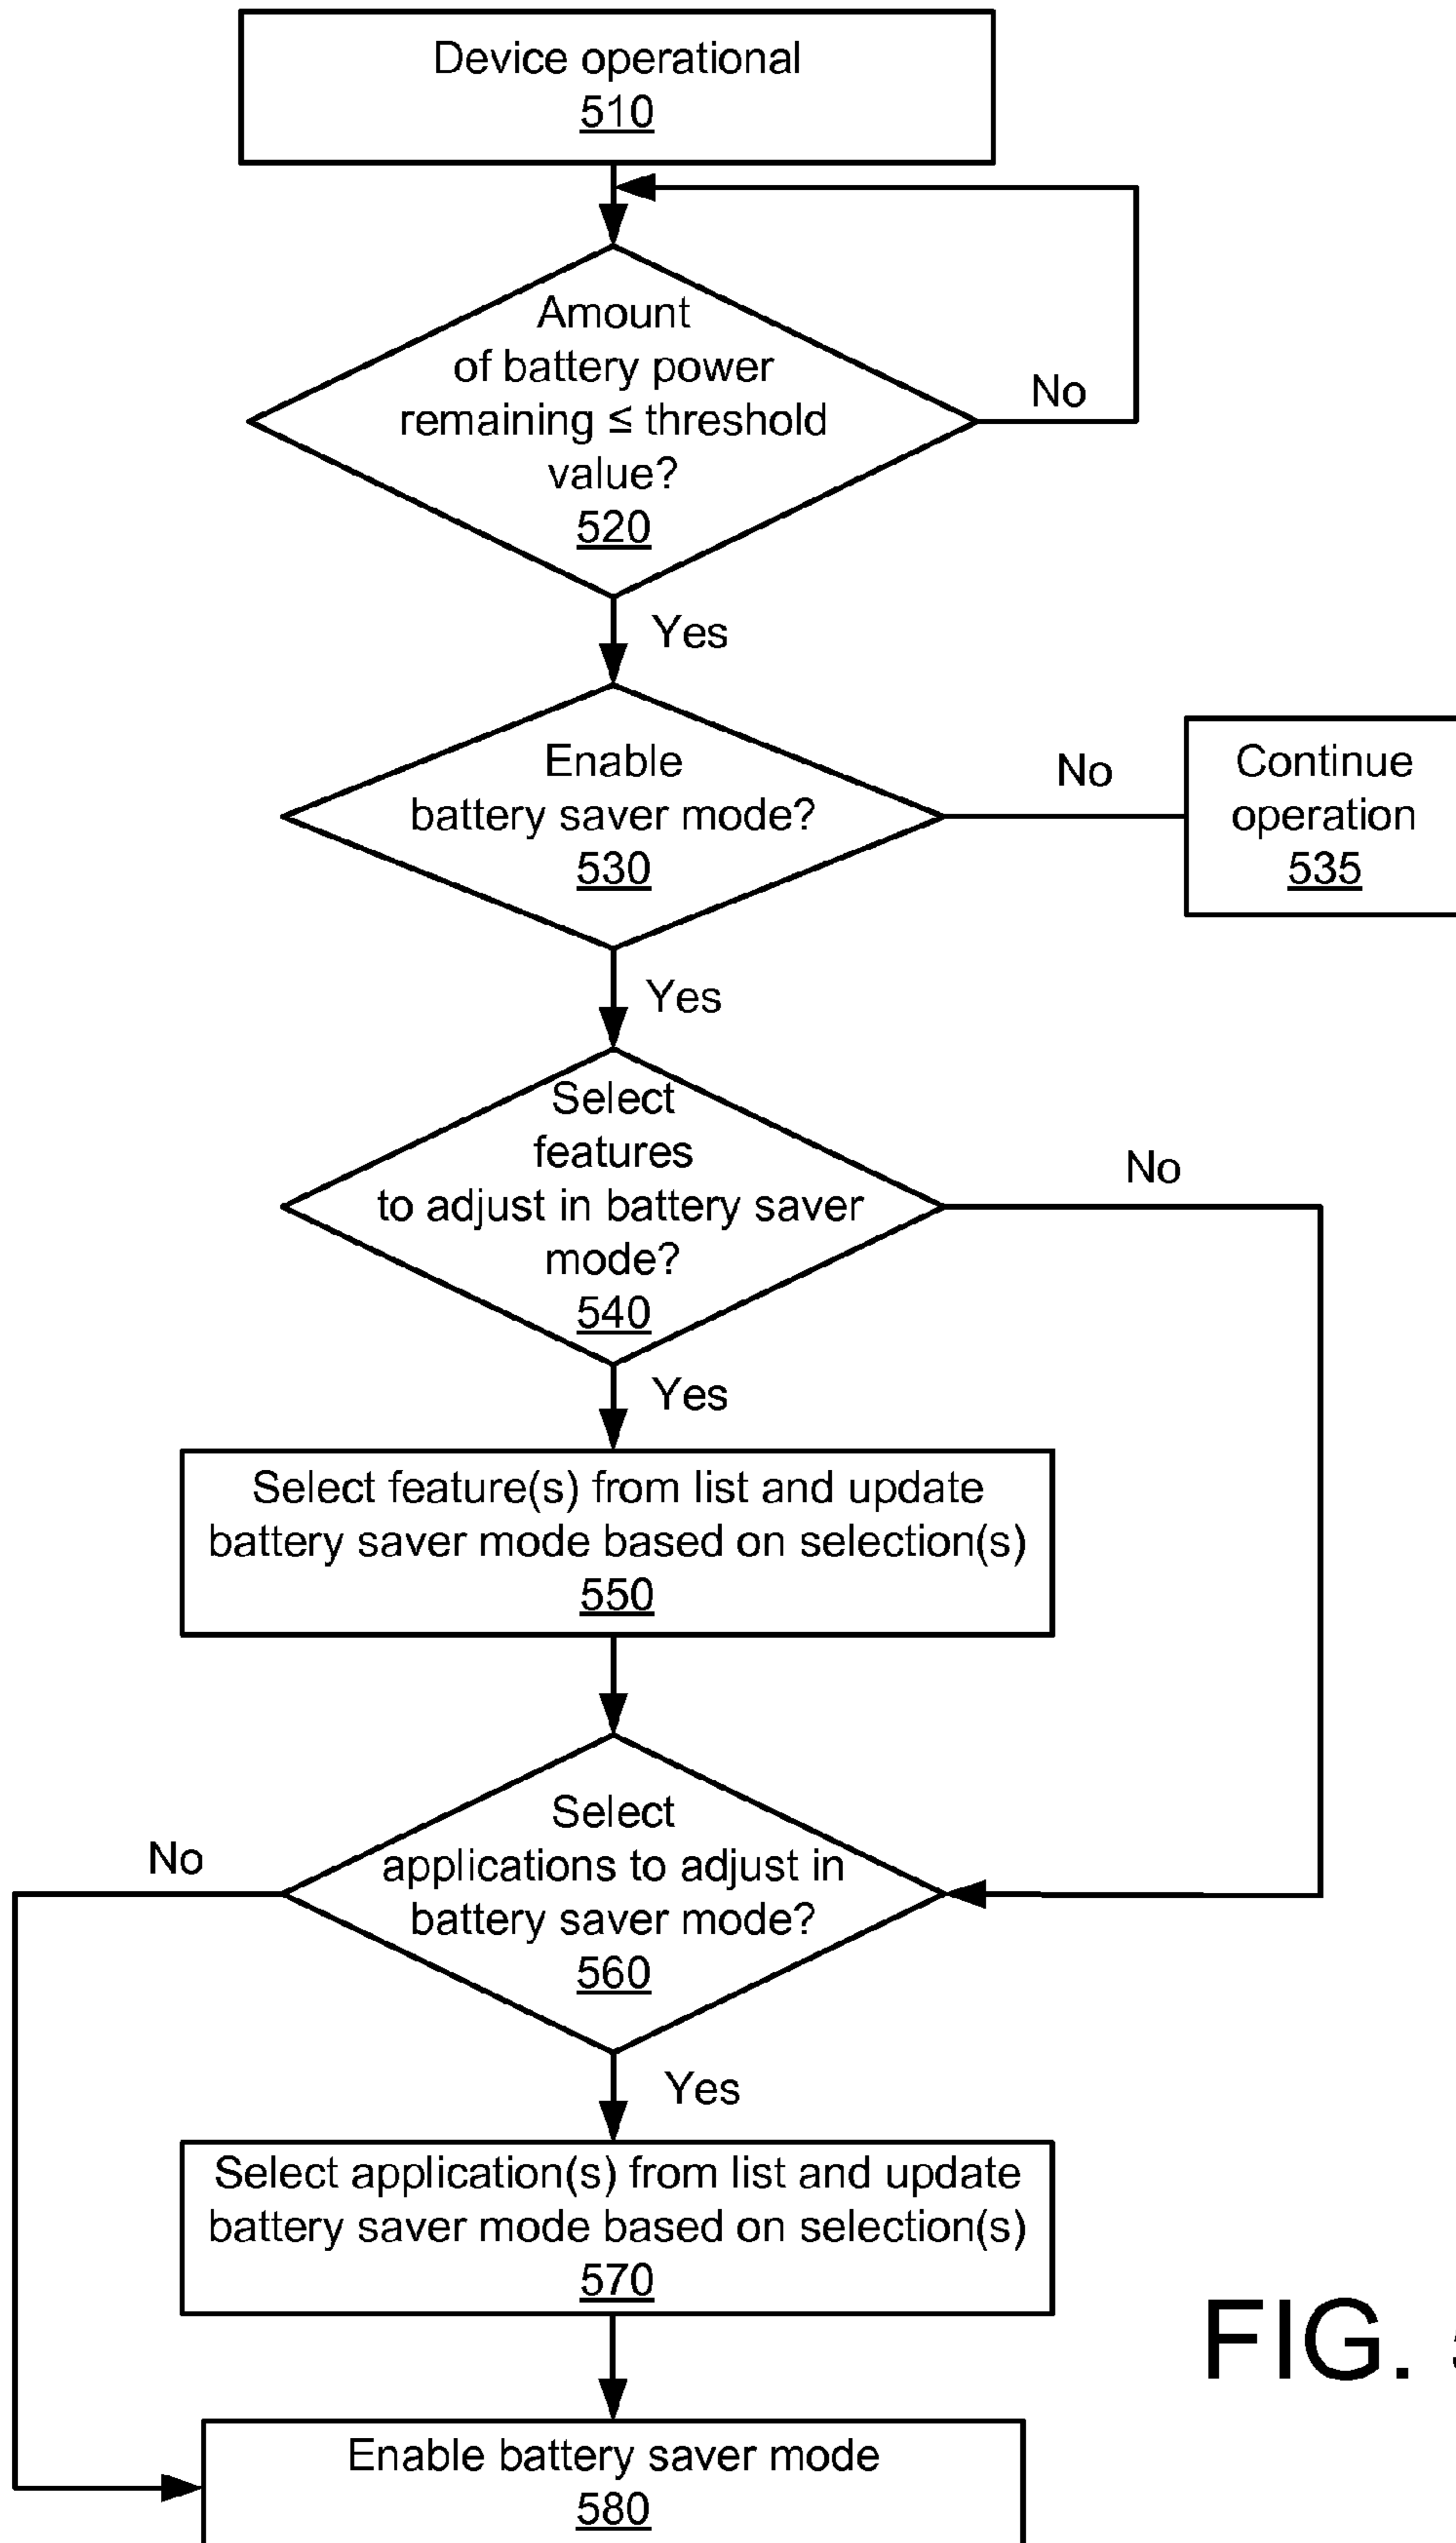 Device operational
510
Amount
of battery power
remaining ≤ threshold
value?
520
No
Yes
Enable
battery saver mode?
530
No
Continue
operation
535
Yes
Select
features
to adjust in battery saver
mode?
540
No
Yes
Select feature(s) from list and update
battery saver mode based on selection(s)
550
Select
applications to adjust in
battery saver mode?
560
No
Yes
Select application(s) from list and update
battery saver mode based on selection(s)
570
Enable battery saver mode
580
FIG.